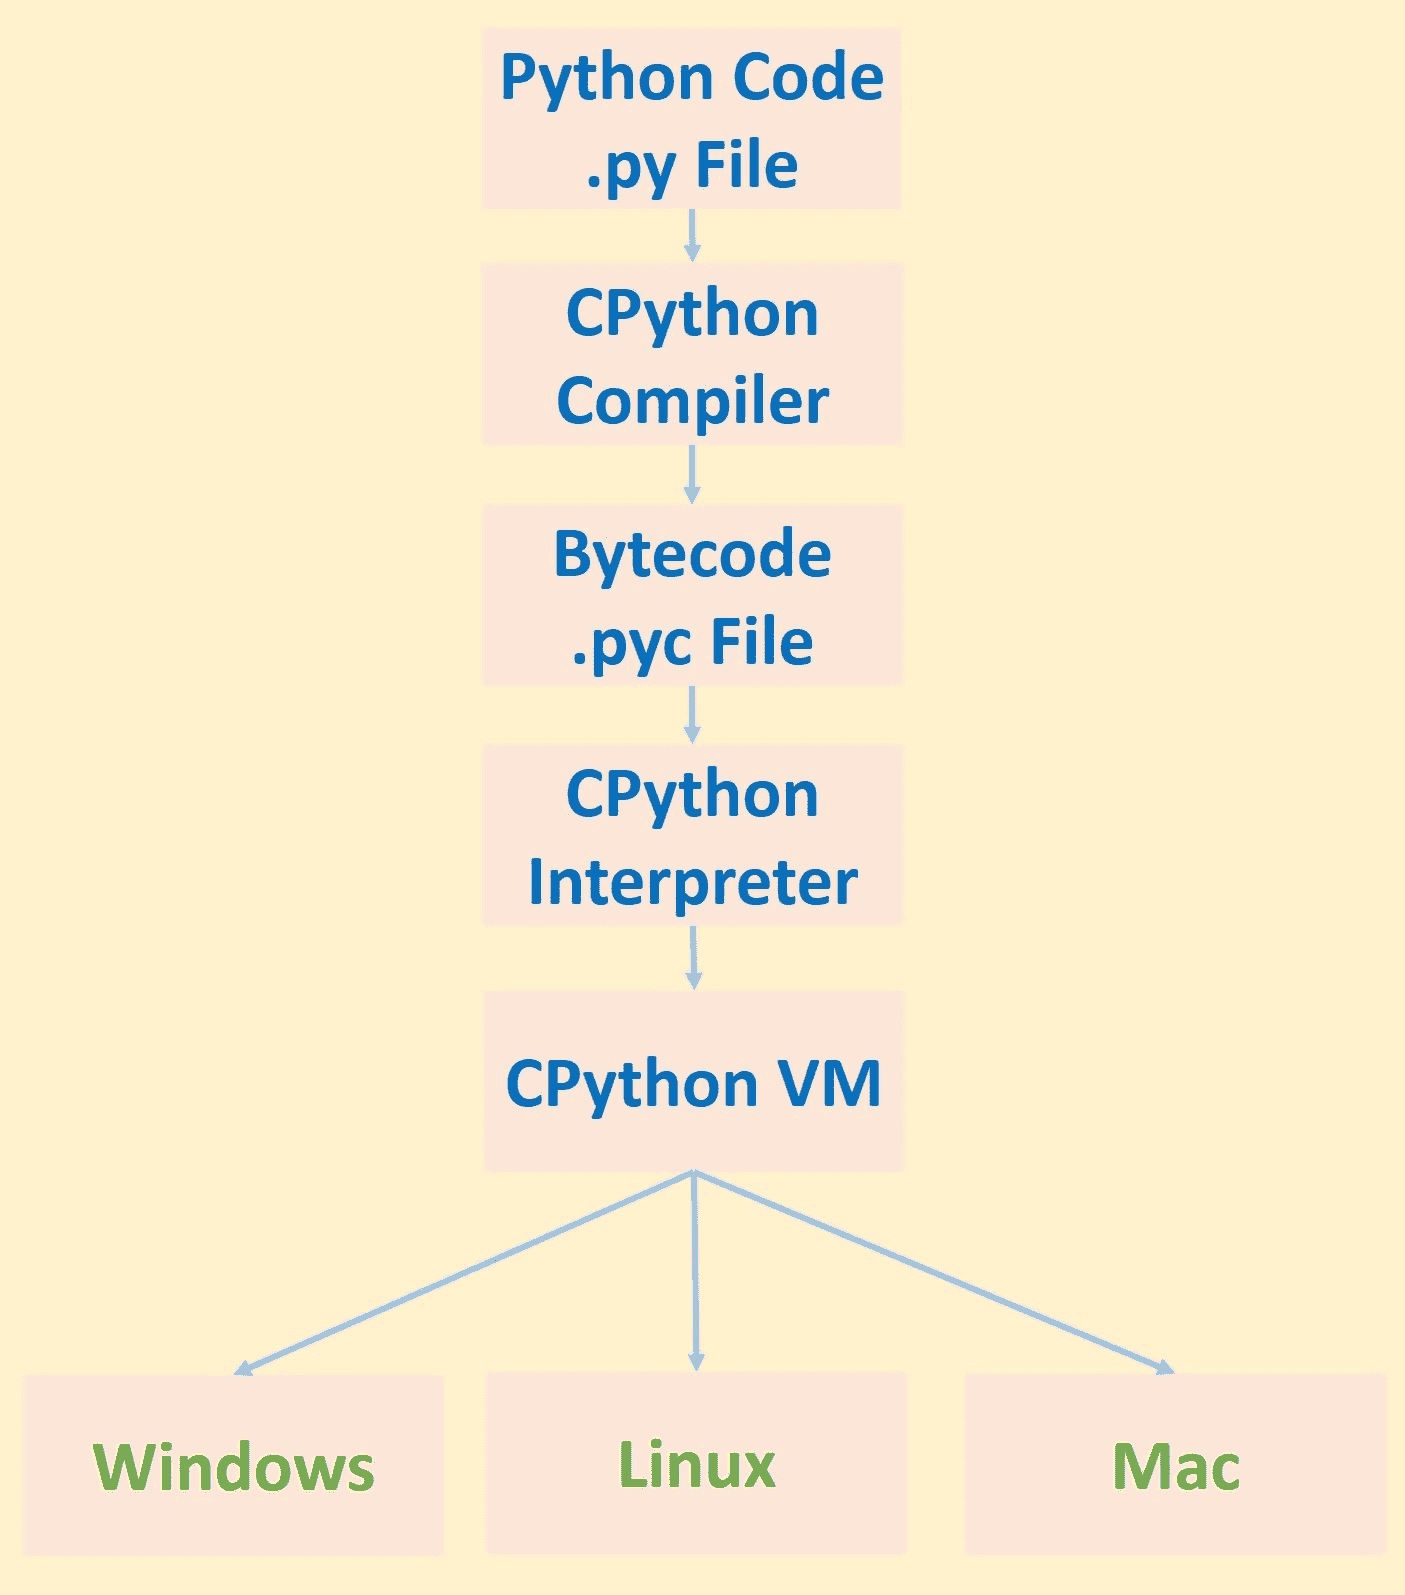 Python Code
.py File
CPython
Compiler
Bytecode
.pyc File
CPython
Interpreter
CPython VM
Windows
Linux
Mac